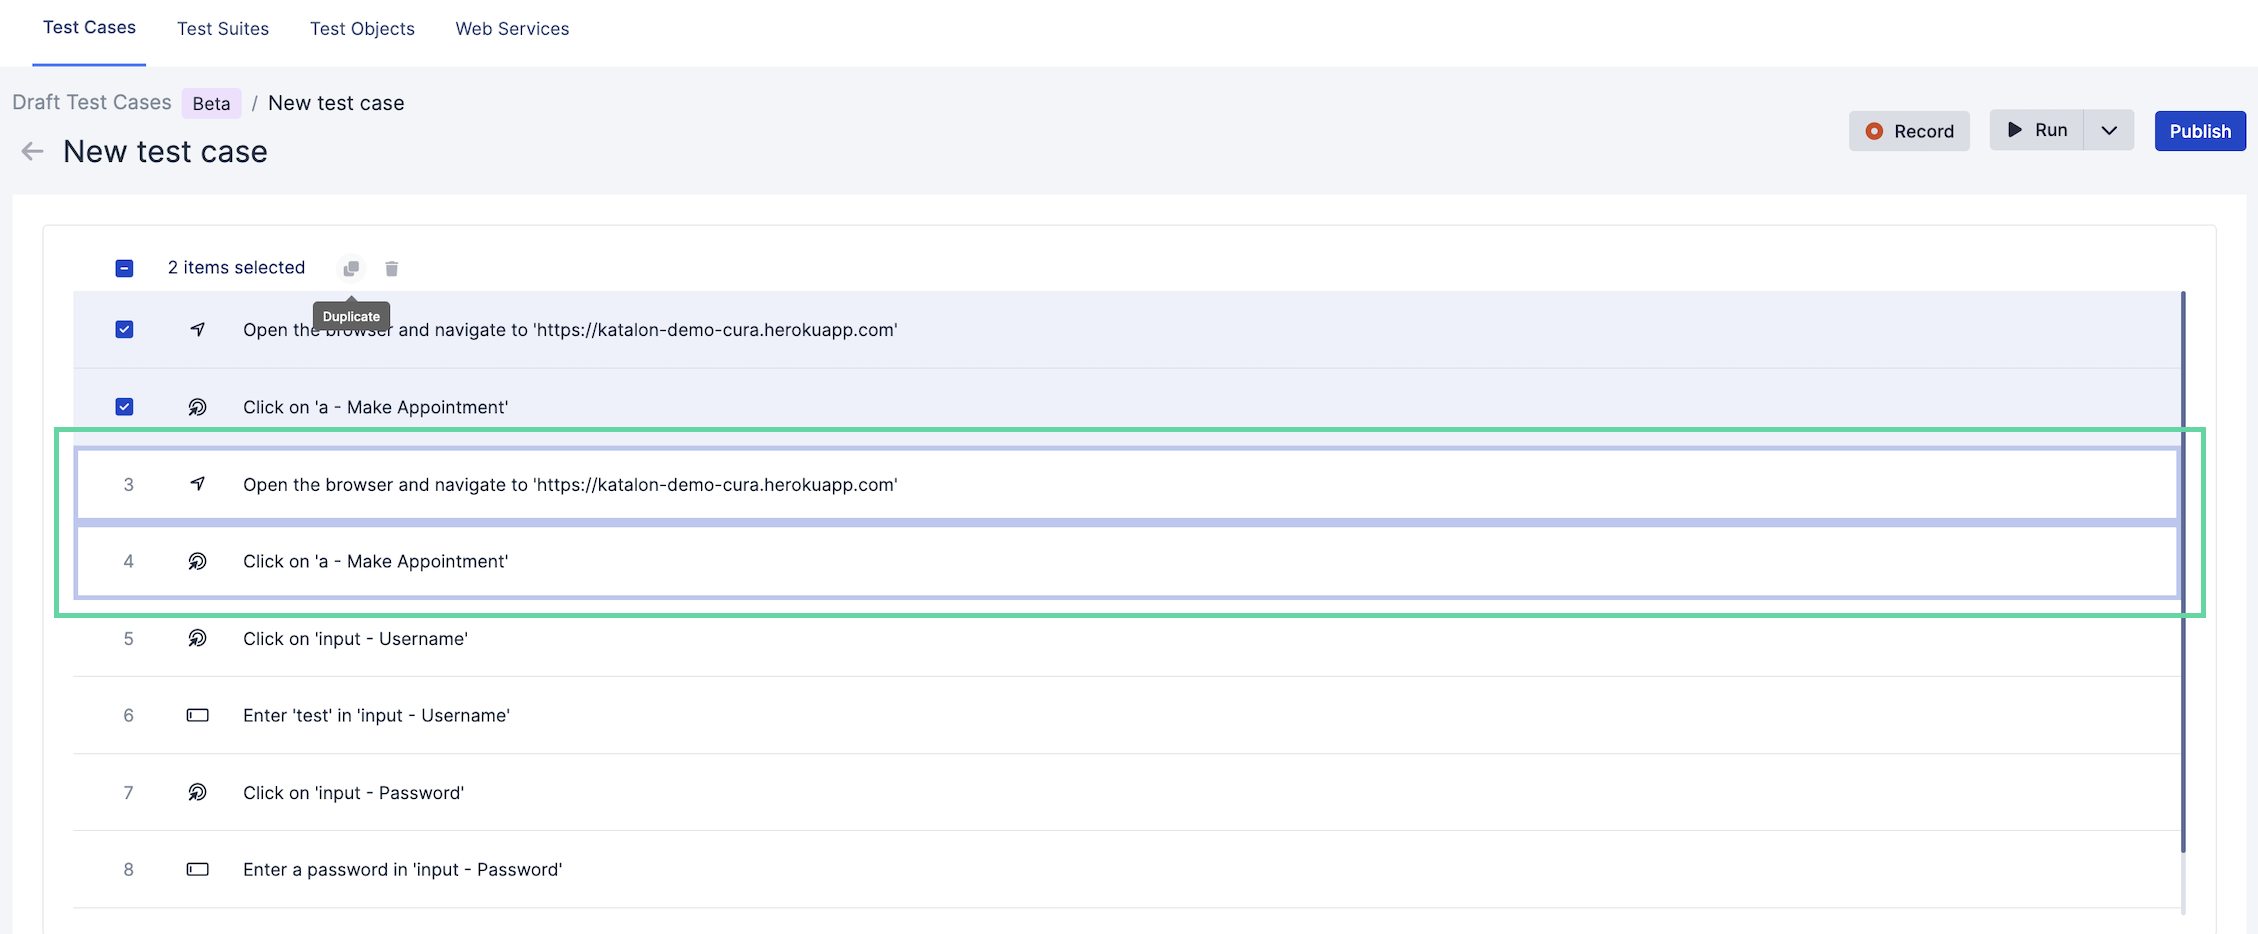 Test Cases Test Suites Test Objects Web Services
Draft Test Cases Beta / New test case
New test case
Record Run Publish
2 items selected
Duplicate
Open the browser and navigate to 'https://katalon-demo-cura.herokuapp.com'
Click on 'a - Make Appointment'
3 Open the browser and navigate to 'https://katalon-demo-cura.herokuapp.com'
4 Click on 'a - Make Appointment'
5 Click on 'input - Username'
6 Enter 'test' in 'input - Username'
7 Click on 'input - Password'
8 Enter a password in 'input - Password'